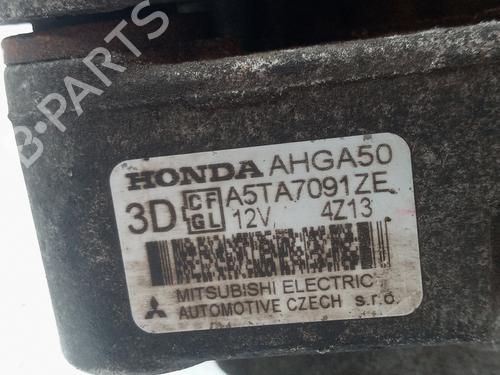 B-PARTS
HONDA AHGA50
3D CF GL A5TA7091ZE
12V 4Z13
MITSUBISHI ELECTRIC
AUTOMOTIVE CZECH s.r.o.